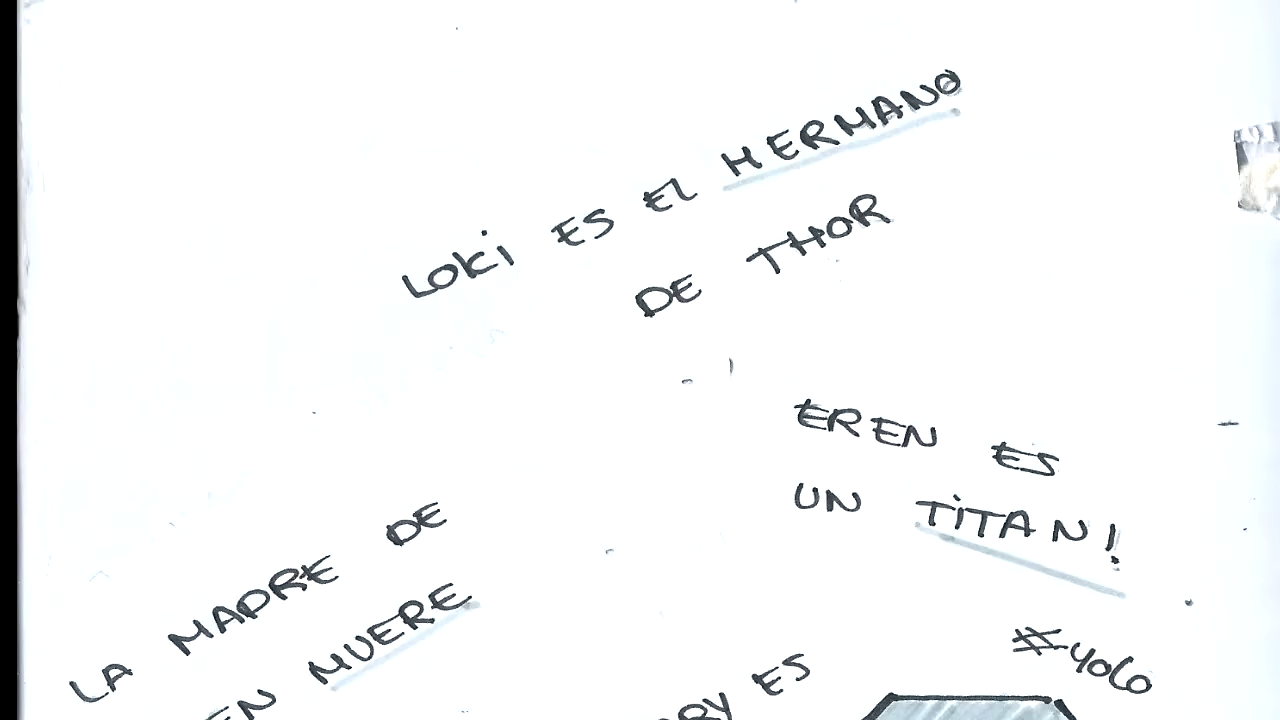 LOKi ES EL HERMANO
DE THOR
EREN ES
UN TiTAN!
LA MADRE DE
MUERE
ES
#yolo